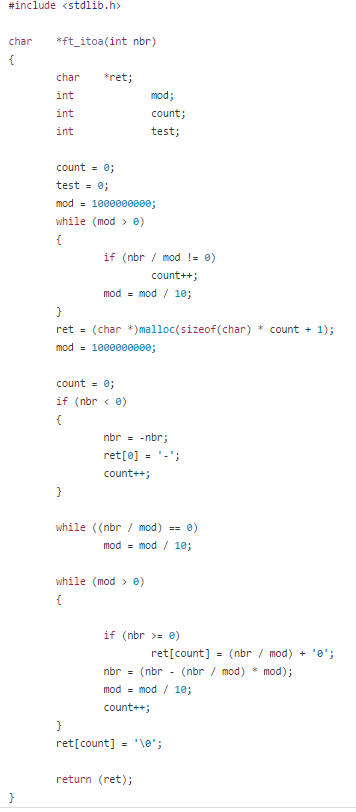 #include <stdlib.h>
char *ft_itoa(int nbr)
{
char *ret;
int mod;
int count;
int test;
count = 0;
test = 0;
mod = 1000000000;
while (mod > 0)
{
if (nbr / mod != 0)
count++;
mod = mod / 10;
}
ret = (char *)malloc(sizeof(char) * count + 1);
mod = 1000000000;
count = 0;
if (nbr < 0)
{
nbr = -nbr;
ret[0] = '-';
count++;
}
while ((nbr / mod) == 0)
mod = mod / 10;
while (mod > 0)
{
if (nbr >= 0)
ret[count] = (nbr / mod) + '0';
nbr = (nbr - (nbr / mod) * mod);
mod = mod / 10;
count++;
}
ret[count] = '\0';
return (ret);
}